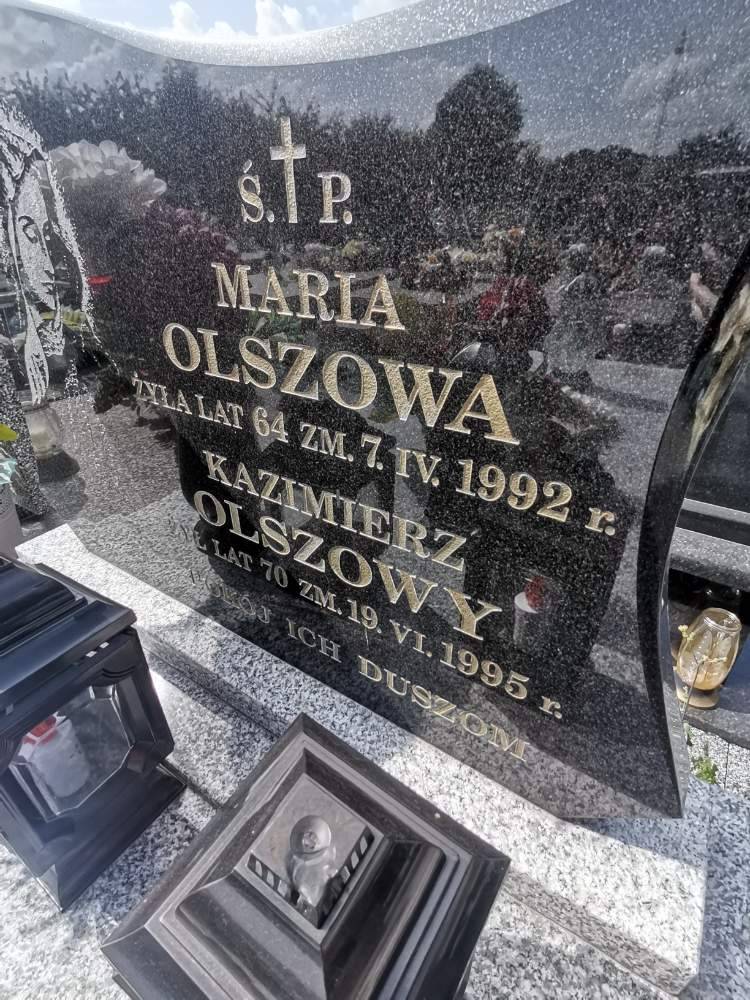 Ś. P.
MARIA
OLSZOWA
ŻYŁA LAT 64 ZM. 7. IV. 1992 r.
KAZIMIERZ
OLSZOWY
ŻYŁ LAT 70 ZM. 19. VI. 1995 r.
POKÓJ ICH DUSZOM